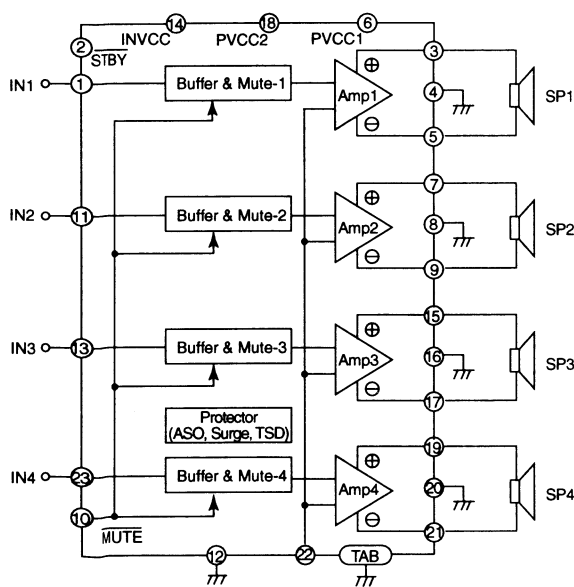 14 18 6
INVCC PVCC2 PVCC1
2
STBY
3
IN1 1 Buffer & Mute-1 ⊕ Amp1 ⊖ 4 SP1
5
7
IN2 11 Buffer & Mute-2 ⊕ Amp2 ⊖ 8 SP2
9
15
IN3 13 Buffer & Mute-3 ⊕ Amp3 ⊖ 16 SP3
17
Protector
(ASO, Surge, TSD)
19
IN4 23 Buffer & Mute-4 ⊕ Amp4 ⊖ 20 SP4
10 21
MUTE
12 22 TAB